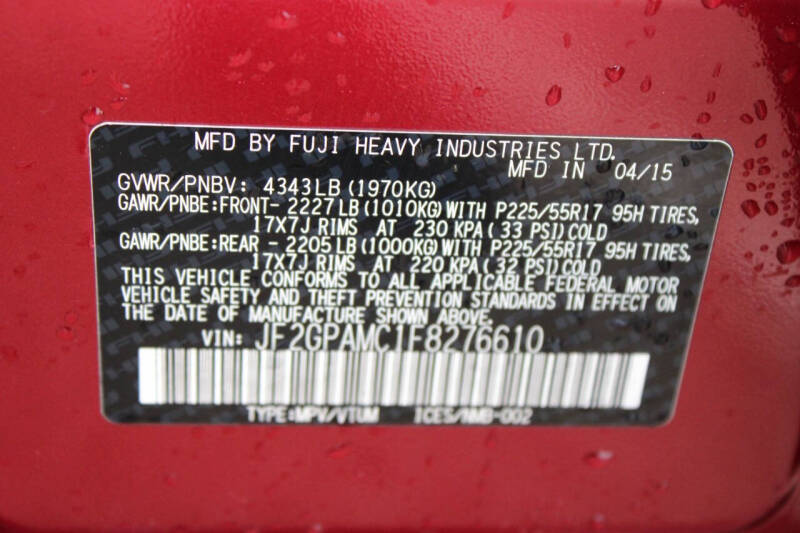 MFD BY FUJI HEAVY INDUSTRIES LTD.
MFD IN 04/15
GVWR/PNBV: 4343LB(1970KG)
GAWR/PNBE:FRONT- 2227LB(1010KG)WITH P225/55R17 95H TIRES,
17X7J RIMS AT 230 KPA(33 PSI)COLD
GAWR/PNBE:REAR - 2205LB(1000KG)WITH P225/55R17 95H TIRES,
17X7J RIMS AT 220 KPA(32 PSI)COLD
THIS VEHICLE CONFORMS TO ALL APPLICABLE FEDERAL MOTOR
VEHICLE SAFETY AND THEFT PREVENTION STANDARDS IN EFFECT ON
THE DATE OF MANUFACTURE SHOWN ABOVE.
VIN: JF2GPAMC1F8276610
TYPE:MPV/VTUM ICES/NMB-002